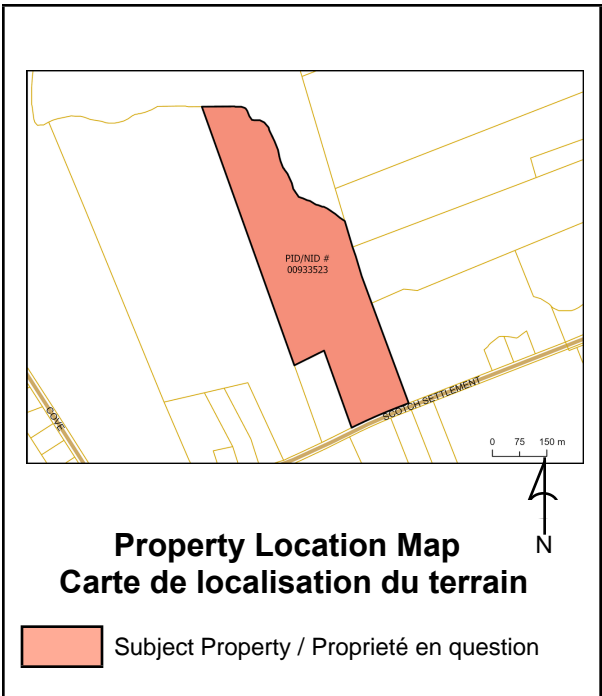 PID/NID #
00933523
SCOTCH SETTLEMENT
COVE
0 75 150 m
N
Property Location Map
Carte de localisation du terrain
Subject Property / Proprieté en question